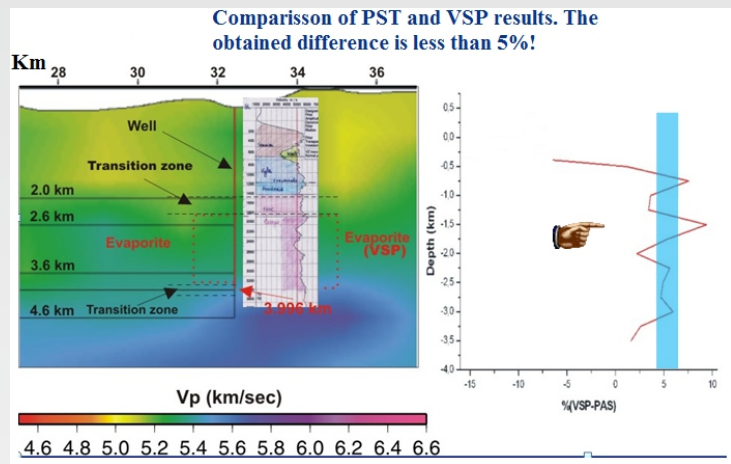 Comparisson of PST and VSP results. The
obtained difference is less than 5%!
Km
28 30 32 34 36
Well
Transition zone
2.0 km
2.6 km
Evaporite
Evaporite
(VSP)
3.6 km
4.6 km
Transition zone
3.996 km
Vp (km/sec)
4.6 4.8 5.0 5.2 5.4 5.6 5.8 6.0 6.2 6.4 6.6
0,5
0,0
-0,5
-1,0
-1,5
-2,0
-2,5
-3,0
-3,5
-4,0
Depth (km)
-15 -10 -5 0 5 10
%(VSP-PAS)